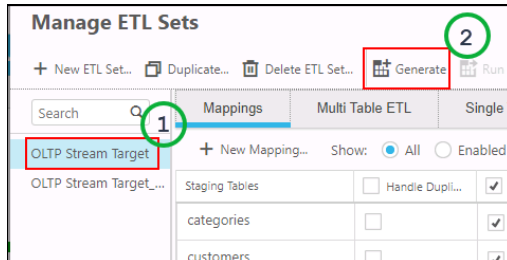 Manage ETL Sets
2
+ New ETL Set... Duplicate... Delete ETL Set... Generate Run
Search 1 Mappings Multi Table ETL Single
OLTP Stream Target + New Mapping... Show: All Enabled
OLTP Stream Target_... Staging Tables Handle Dupli...
categories
customers